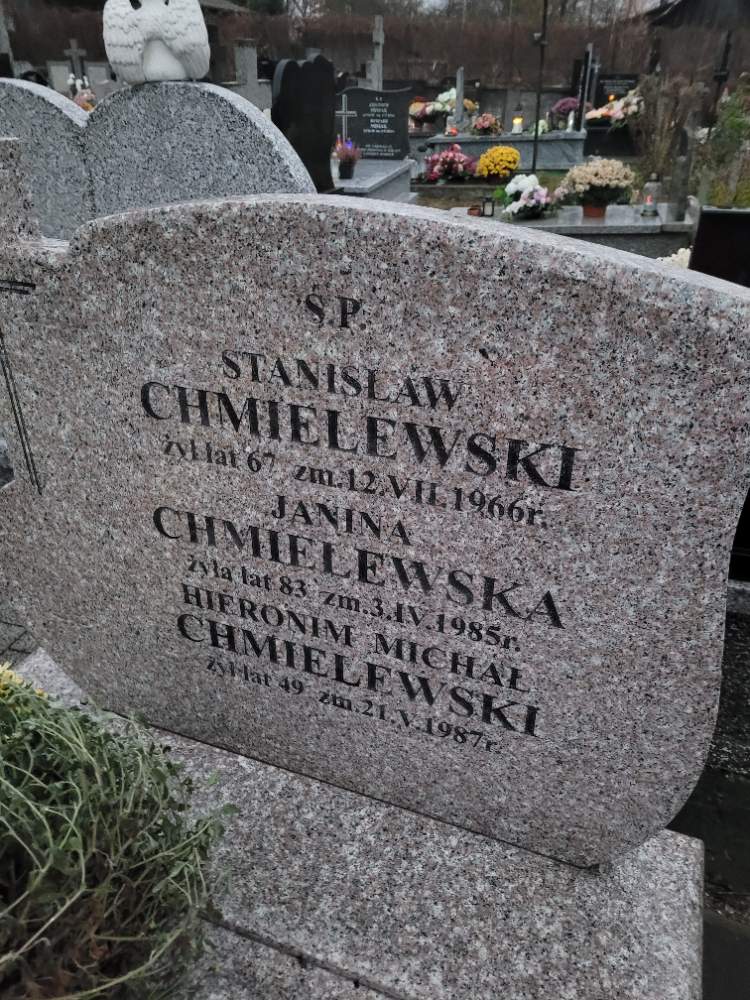 Ś.P.
STANISŁAW
CHMIELEWSKI
żył lat 67 zm.12.VII.1966r.
JANINA
CHMIELEWSKA
żyła lat 83 zm.3.IV.1985r.
HIERONIM MICHAŁ
CHMIELEWSKI
żył lat 49 zm.21.V.1987r.